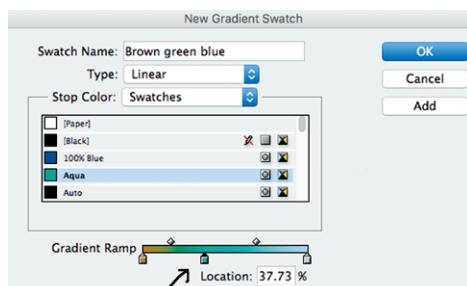 New Gradient Swatch
Swatch Name: Brown green blue
OK
Type: Linear
Cancel
Stop Color: Swatches
Add
[Paper]
[Black]
100% Blue
Aqua
Auto
Gradient Ramp
Location: 37.73 %